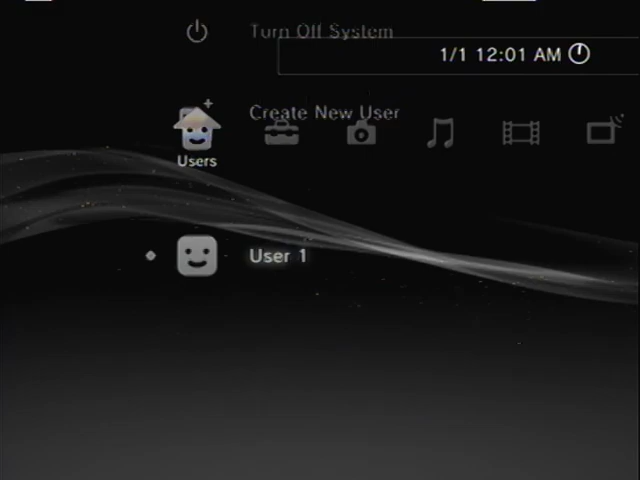 Turn Off System
1/1 12:01 AM
Create New User
Users
User 1